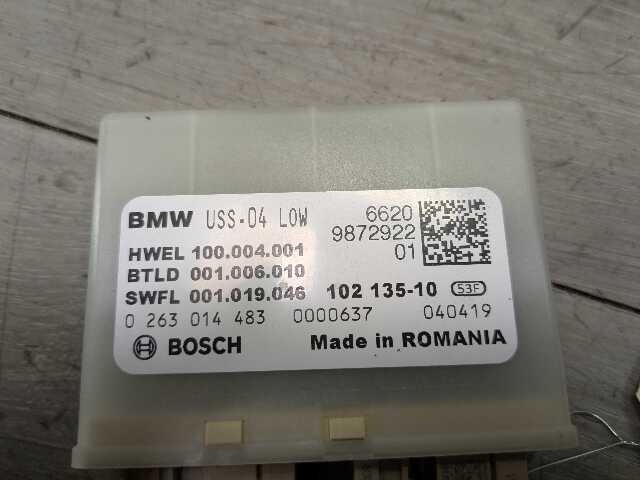 BMW USS-04 LOW 6620
9872922
HWEL 100.004.001 01
BTLD 001.006.010
SWFL 001.019.046 102 135-10 53F
0 263 014 483 0000637 040419
BOSCH Made in ROMANIA